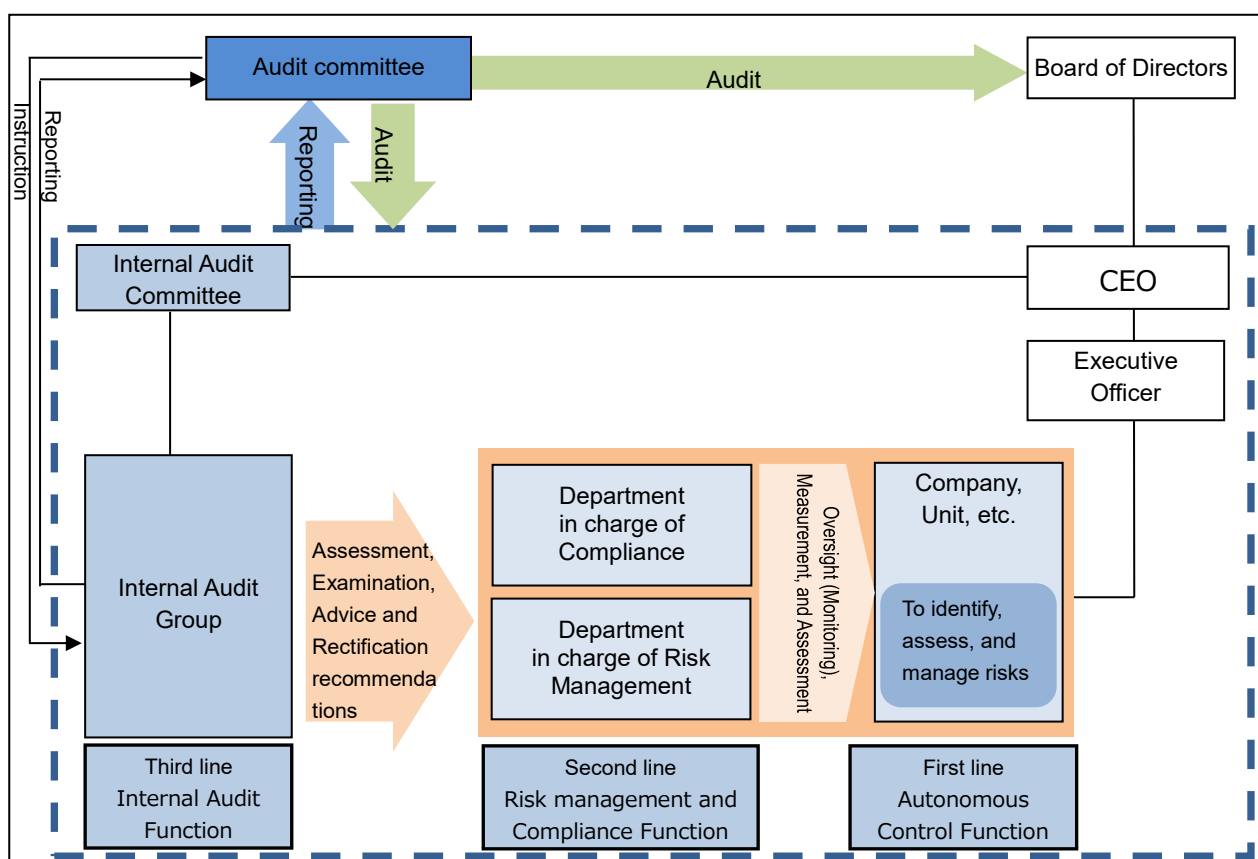 Audit committee
Audit
Board of Directors
Instruction
Reporting
Reporting
Audit
Internal Audit
Committee
CEO
Executive
Officer
Internal Audit
Group
Assessment,
Examination,
Advice and
Rectification
recommenda
tions
Department
in charge of
Compliance
Department
in charge of Risk
Management
Oversight (Monitoring),
Measurement, and Assessment
Company,
Unit, etc.
To identify,
assess, and
manage risks
Third line
Internal Audit
Function
Second line
Risk management and
Compliance Function
First line
Autonomous
Control Function